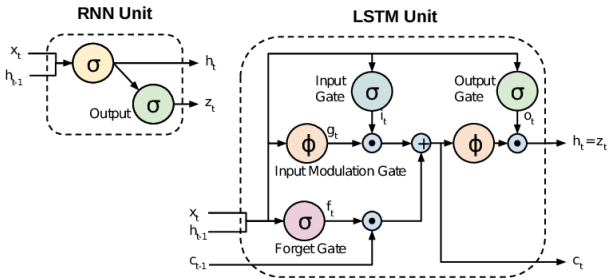 RNN Unit
x_t
h_t-1
σ
h_t
Output
σ
z_t
LSTM Unit
Input Gate
σ
i_t
Output Gate
σ
o_t
ϕ
g_t
+
ϕ
h_t = z_t
Input Modulation Gate
x_t
h_t-1
σ
f_t
Forget Gate
c_t-1
c_t